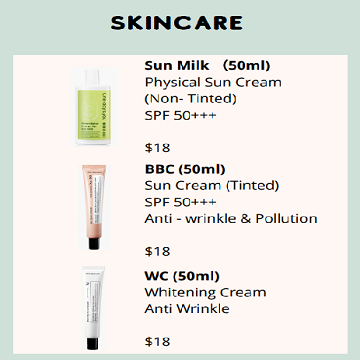 SKINCARE
Sun Milk (50ml)
Physical Sun Cream
(Non- Tinted)
SPF 50+++
$18
BBC (50ml)
Sun Cream (Tinted)
SPF 50+++
Anti - wrinkle & Pollution
$18
WC (50ml)
Whitening Cream
Anti Wrinkle
$18